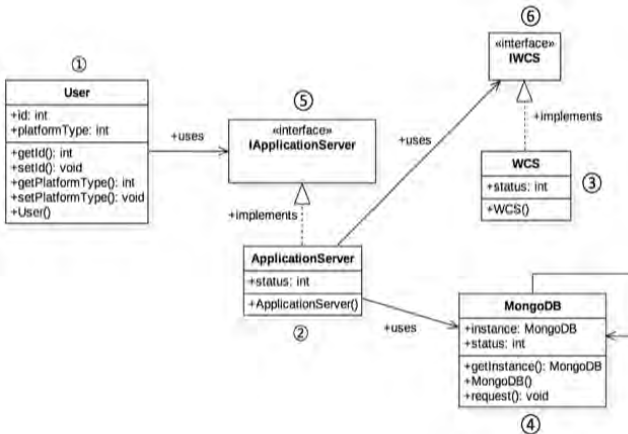 ①
User
+id: int
+platformType: int
+getId(): int
+setId(): void
+getPlatformType(): int
+setPlatformType(): void
+User()
+uses
⑤
«interface»
IApplicationServer
+implements
ApplicationServer
+status: int
+ApplicationServer()
②
+uses
+uses
⑥
«interface»
IWCS
+implements
WCS
+status: int
+WCS()
③
MongoDB
+instance: MongoDB
+status: int
+getInstance(): MongoDB
+MongoDB()
+request(): void
④